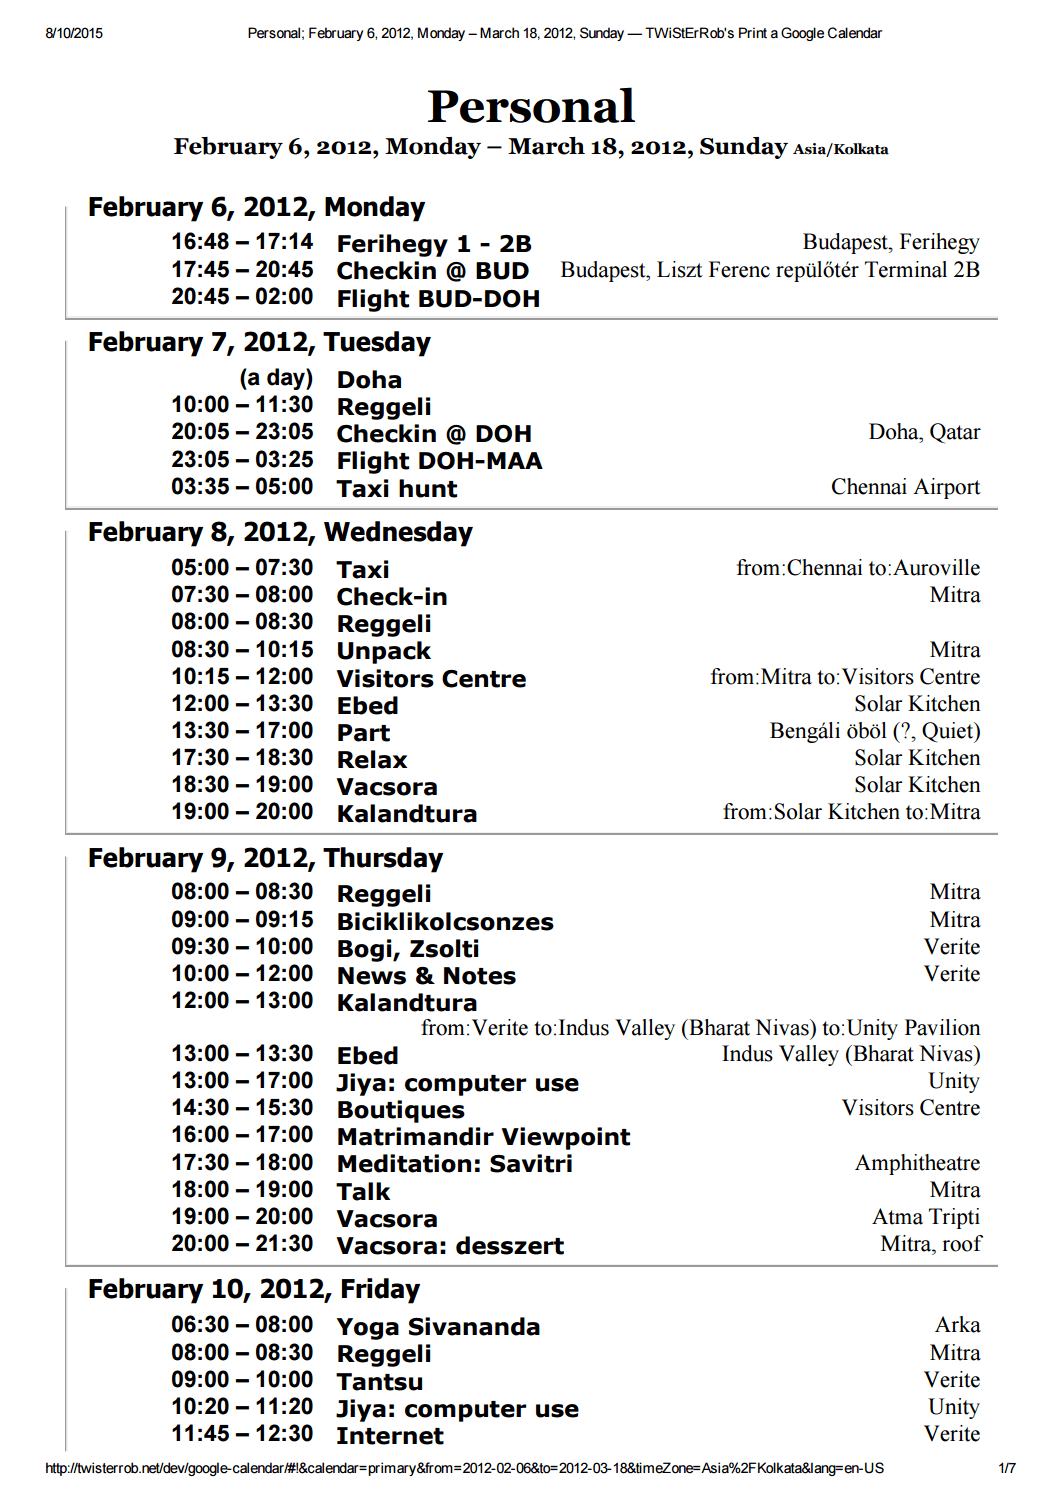 8/10/2015 Personal; February 6, 2012, Monday – March 18, 2012, Sunday — TWiStErRob's Print a Google Calendar
Personal
February 6, 2012, Monday – March 18, 2012, Sunday Asia/Kolkata
February 6, 2012, Monday
16:48 – 17:14 Ferihegy 1 - 2B Budapest, Ferihegy
17:45 – 20:45 Checkin @ BUD Budapest, Liszt Ferenc repülőtér Terminal 2B
20:45 – 02:00 Flight BUD-DOH
February 7, 2012, Tuesday
(a day) Doha
10:00 – 11:30 Reggeli
20:05 – 23:05 Checkin @ DOH Doha, Qatar
23:05 – 03:25 Flight DOH-MAA
03:35 – 05:00 Taxi hunt Chennai Airport
February 8, 2012, Wednesday
05:00 – 07:30 Taxi from:Chennai to:Auroville
07:30 – 08:00 Check-in Mitra
08:00 – 08:30 Reggeli
08:30 – 10:15 Unpack Mitra
10:15 – 12:00 Visitors Centre from:Mitra to:Visitors Centre
12:00 – 13:30 Ebed Solar Kitchen
13:30 – 17:00 Part Bengáli öböl (?, Quiet)
17:30 – 18:30 Relax Solar Kitchen
18:30 – 19:00 Vacsora Solar Kitchen
19:00 – 20:00 Kalandtura from:Solar Kitchen to:Mitra
February 9, 2012, Thursday
08:00 – 08:30 Reggeli Mitra
09:00 – 09:15 Biciklikolcsonzes Mitra
09:30 – 10:00 Bogi, Zsolti Verite
10:00 – 12:00 News & Notes Verite
12:00 – 13:00 Kalandtura
from:Verite to:Indus Valley (Bharat Nivas) to:Unity Pavilion
13:00 – 13:30 Ebed Indus Valley (Bharat Nivas)
13:00 – 17:00 Jiya: computer use Unity
14:30 – 15:30 Boutiques Visitors Centre
16:00 – 17:00 Matrimandir Viewpoint
17:30 – 18:00 Meditation: Savitri Amphitheatre
18:00 – 19:00 Talk Mitra
19:00 – 20:00 Vacsora Atma Tripti
20:00 – 21:30 Vacsora: desszert Mitra, roof
February 10, 2012, Friday
06:30 – 08:00 Yoga Sivananda Arka
08:00 – 08:30 Reggeli Mitra
09:00 – 10:00 Tantsu Verite
10:20 – 11:20 Jiya: computer use Unity
11:45 – 12:30 Internet Verite
http://twisterrob.net/dev/google-calendar/#!&calendar=primary&from=2012-02-06&to=2012-03-18&timeZone=Asia%2FKolkata&lang=en-US 1/7